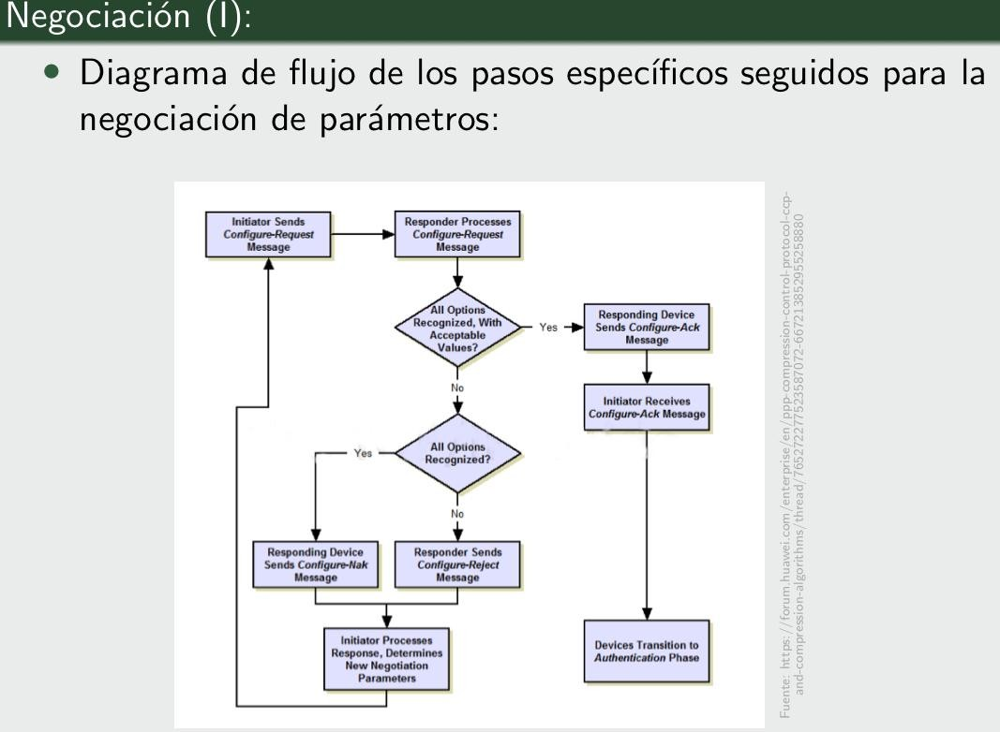 Negociación (I):
Diagrama de flujo de los pasos específicos seguidos para la
negociación de parámetros:
Initiator Sends
Configure-Request
Message
Responder Processes
Configure-Request
Message
All Options
Recognized, With
Acceptable
Values?
Yes
Responding Device
Sends Configure-Ack
Message
No
Initiator Receives
Configure-Ack Message
All Options
Recognized?
Yes
No
Responding Device
Sends Configure-Nak
Message
Responder Sends
Configure-Reject
Message
Initiator Processes
Response, Determines
New Negotiation
Parameters
Devices Transition to
Authentication Phase
Fuente: https://forum.huawei.com/enterprise/en/ppp-compression-control-protocol-ccp-
and-compression-algorithms/thread/765272277523587072-667213852955258880